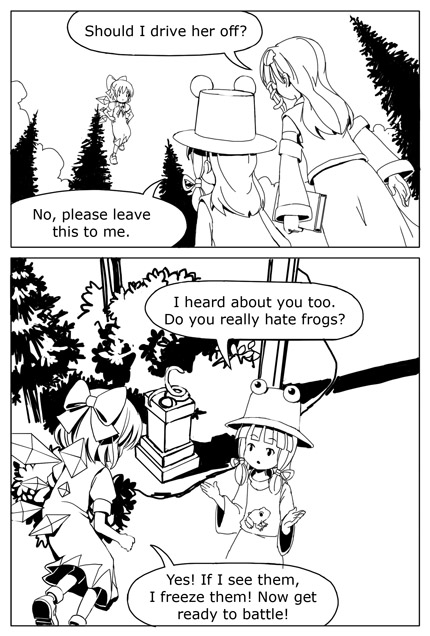 Should I drive her off?
No, please leave
this to me.
I heard about you too.
Do you really hate frogs?
Yes! If I see them,
I freeze them! Now get
ready to battle!